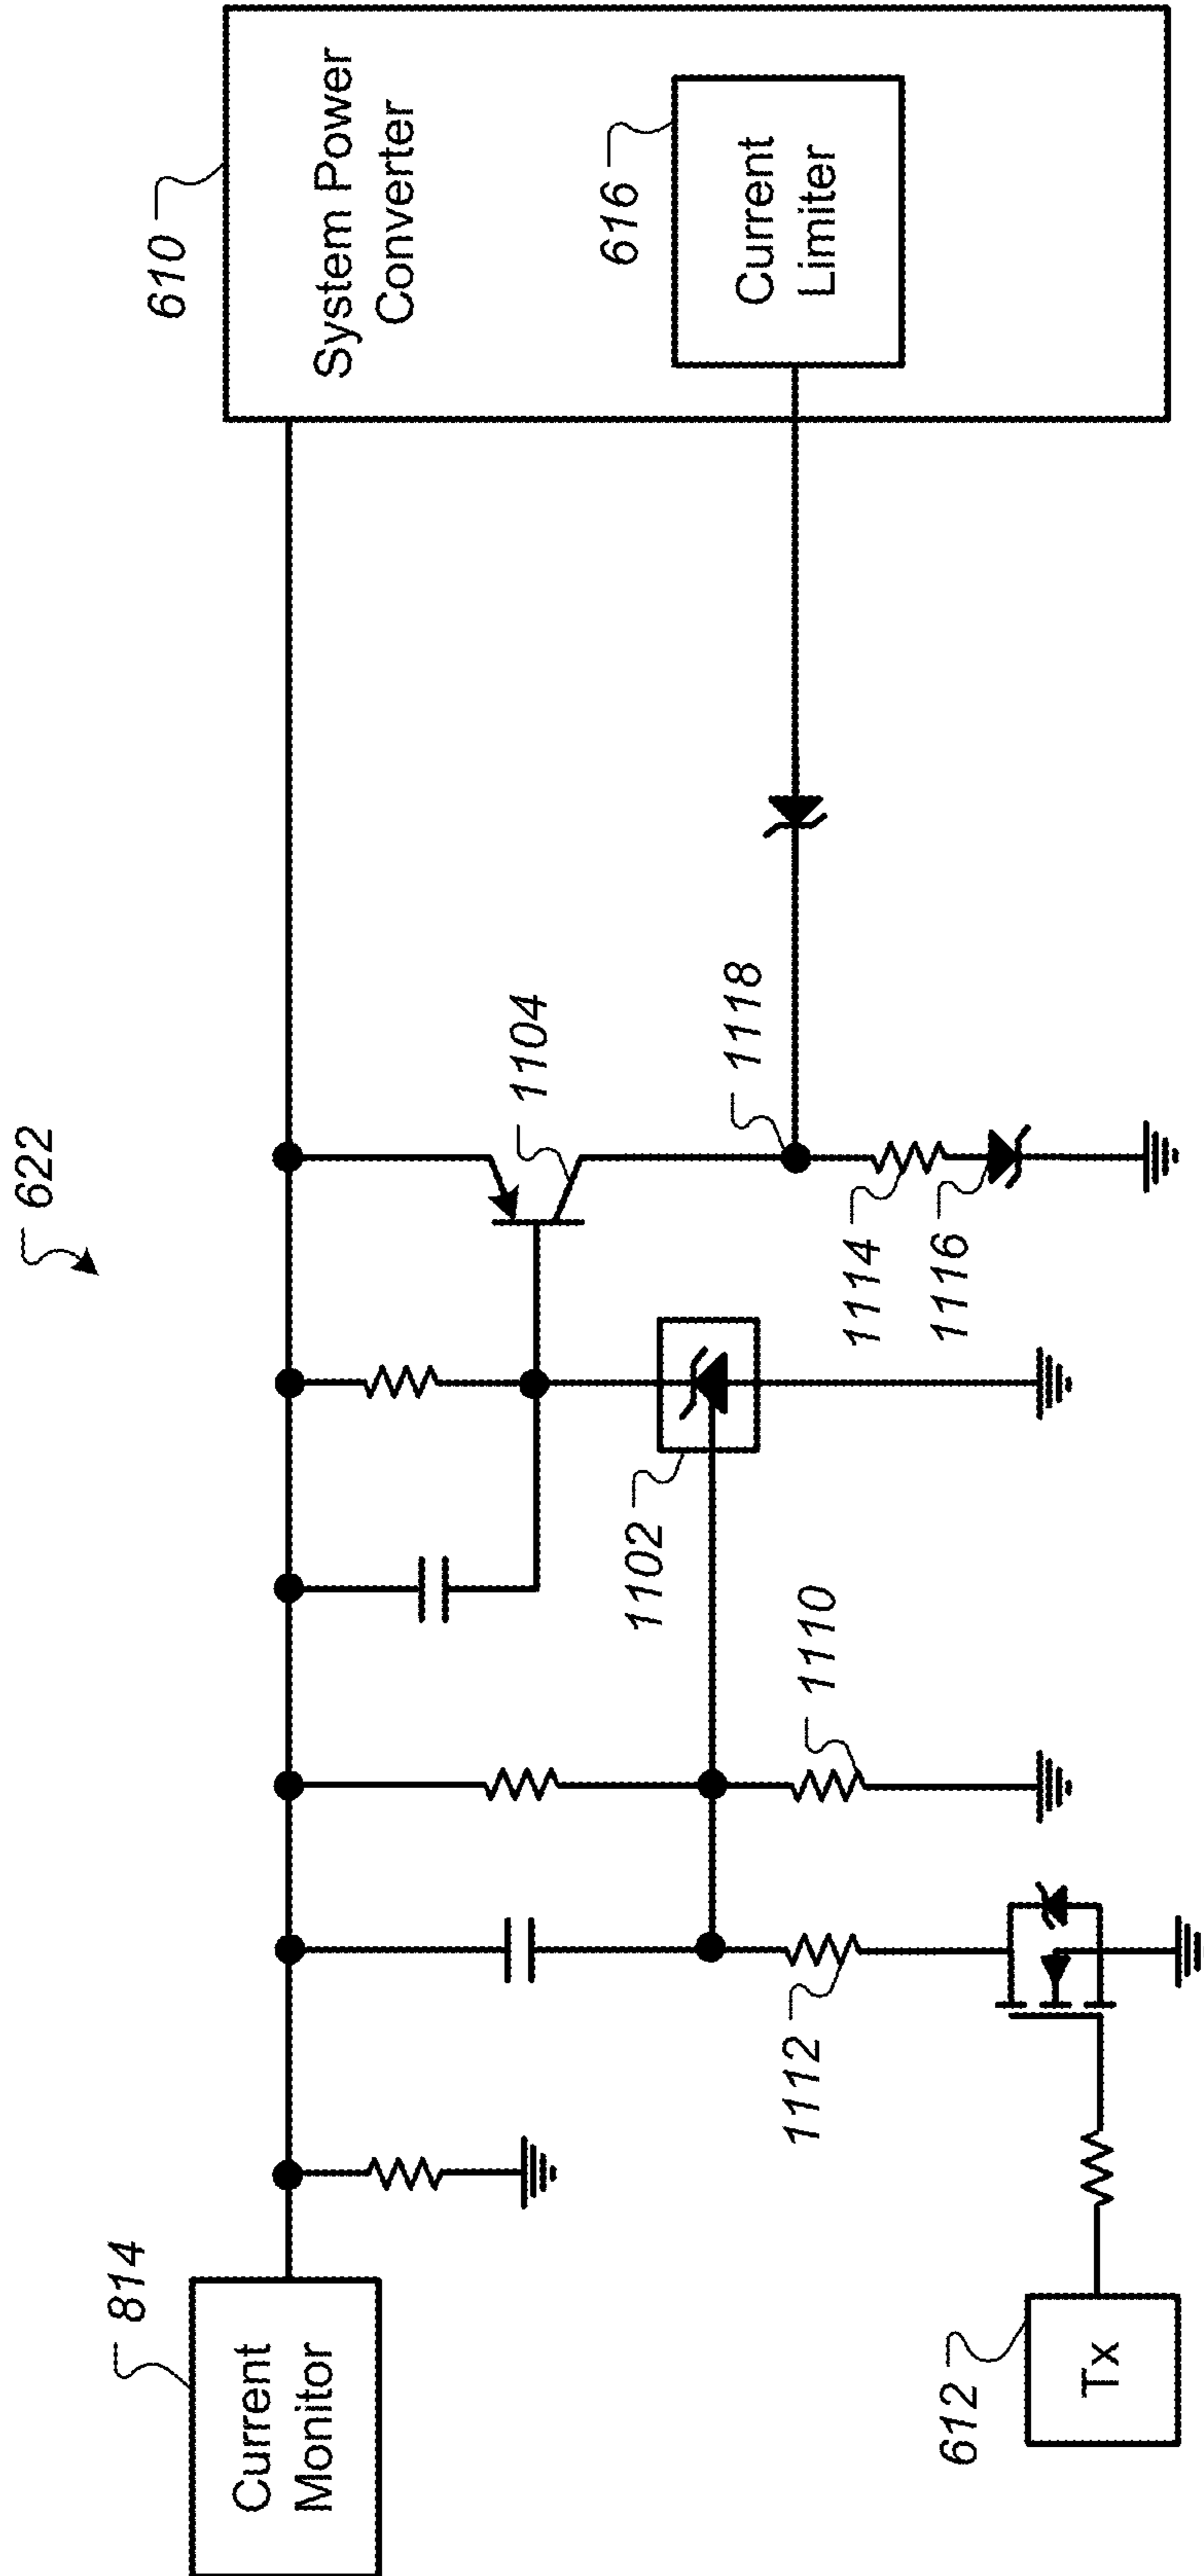 622
814
Current
Monitor
610
System Power
Converter
616
Current
Limiter
1104
1118
1102
1110
1112
1114
1116
612
Tx